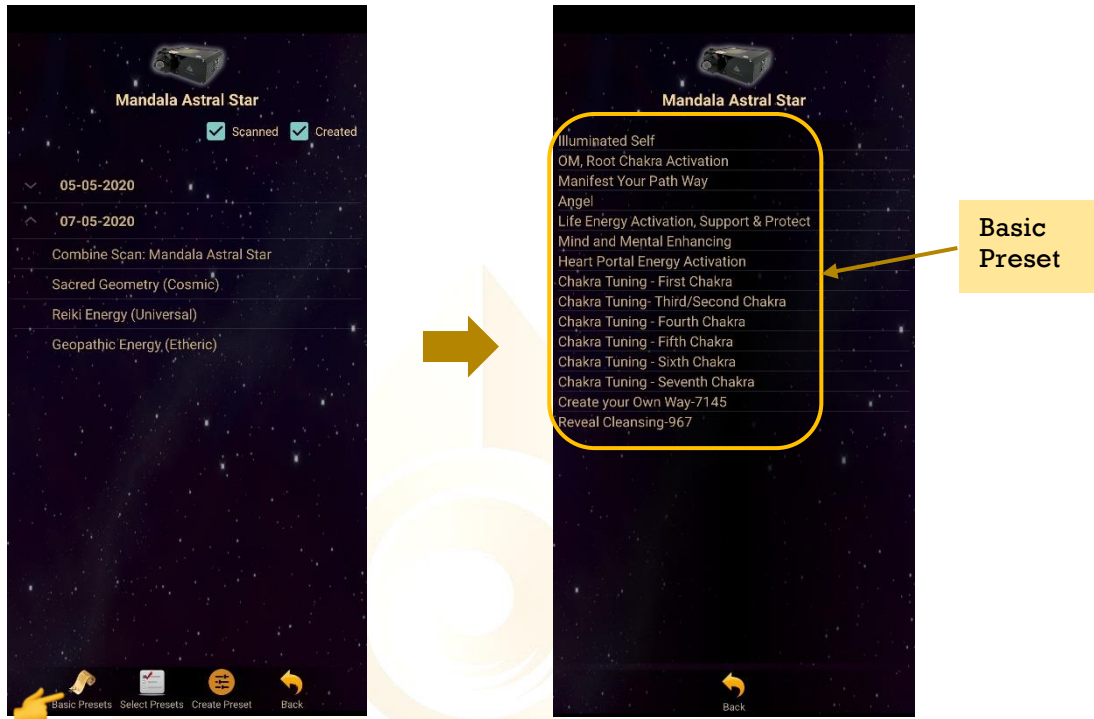 Mandala Astral Star
Scanned Created
05-05-2020
07-05-2020
Combine Scan: Mandala Astral Star
Sacred Geometry (Cosmic)
Reiki Energy (Universal)
Geopathic Energy (Etheric)
Basic Presets Select Presets Create Preset Back
Mandala Astral Star
Illuminated Self
OM, Root Chakra Activation
Manifest Your Path Way
Angel
Life Energy Activation, Support & Protect
Mind and Mental Enhancing
Heart Portal Energy Activation
Chakra Tuning - First Chakra
Chakra Tuning- Third/Second Chakra
Chakra Tuning - Fourth Chakra
Chakra Tuning - Fifth Chakra
Chakra Tuning - Sixth Chakra
Chakra Tuning - Seventh Chakra
Create your Own Way-7145
Reveal Cleansing-967
Back
Basic
Preset